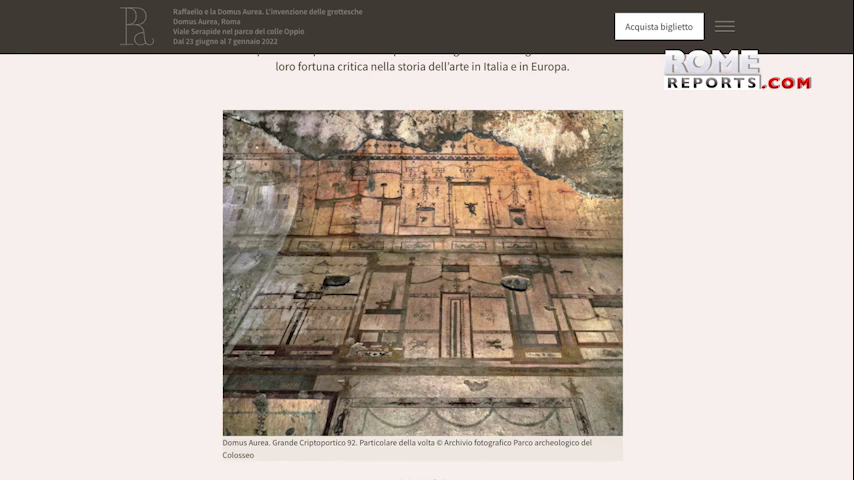 Ra
Raffaello e la Domus Aurea. L'invenzione delle grottesche
Domus Aurea, Roma
Viale Serapide nel parco del colle Oppio
Dal 23 giugno al 7 gennaio 2022
Acquista biglietto
ROME
REPORTS.COM
loro fortuna critica nella storia dell'arte in Italia e in Europa.
Domus Aurea. Grande Criptoportico 92. Particolare della volta © Archivio fotografico Parco archeologico del
Colosseo